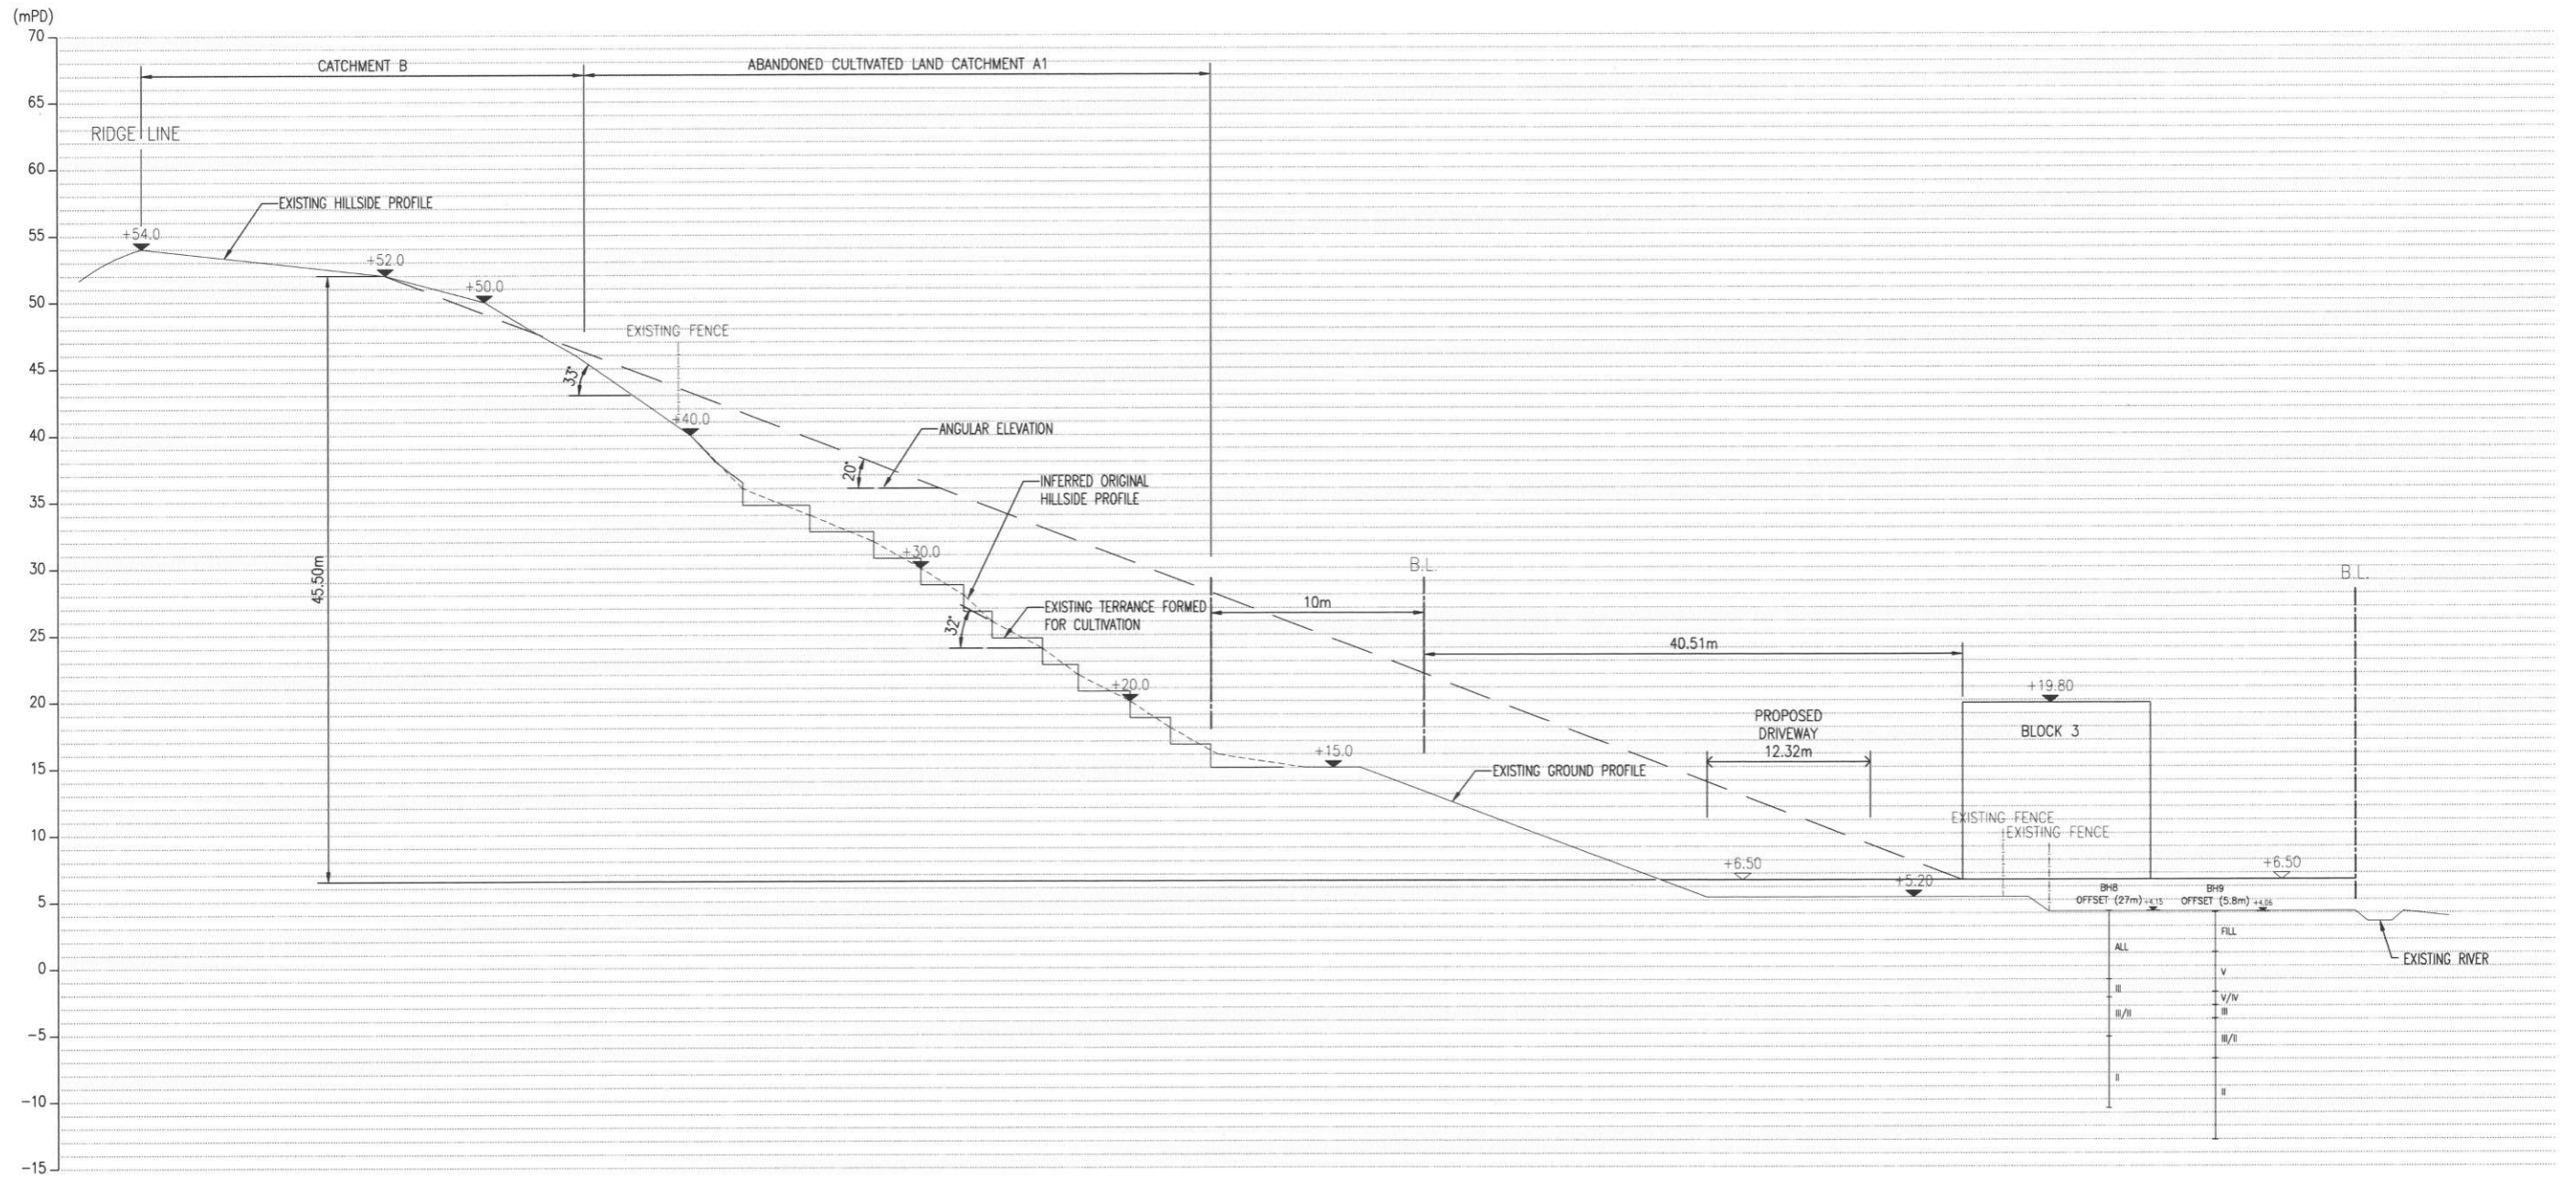 (mPD)
70
65
60
55
50
45
40
35
30
25
20
15
10
5
0
-5
-10
-15
CATCHMENT B
ABANDONED CULTIVATED LAND CATCHMENT A1
RIDGE LINE
EXISTING HILLSIDE PROFILE
+54.0
+52.0
+50.0
EXISTING FENCE
33°
+40.0
ANGULAR ELEVATION
20°
INFERRED ORIGINAL
HILLSIDE PROFILE
+30.0
45.50m
EXISTING TERRANCE FORMED
FOR CULTIVATION
32°
+20.0
B.L.
10m
B.L.
40.51m
+19.80
BLOCK 3
PROPOSED
DRIVEWAY
12.32m
+15.0
EXISTING GROUND PROFILE
EXISTING FENCE
EXISTING FENCE
+6.50
+5.20
+6.50
BH8
OFFSET (27m) +4.15
BH9
OFFSET (5.8m) +4.06
ALL
III
III/II
II
FILL
V
V/IV
III
III/II
II
EXISTING RIVER